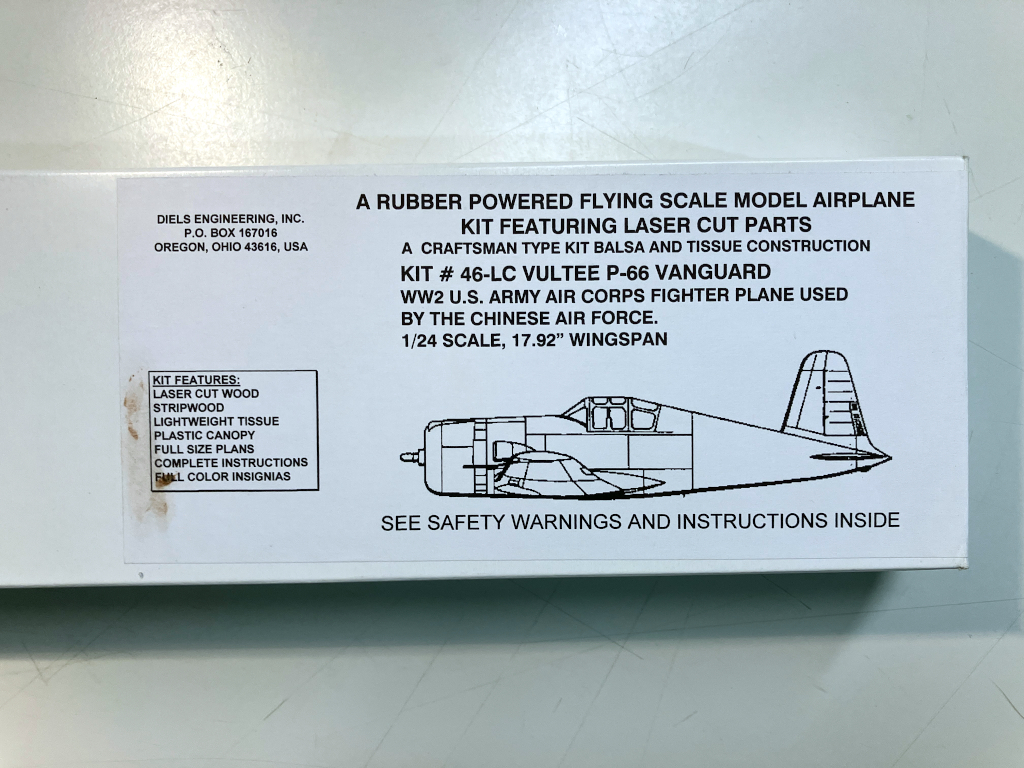 DIELS ENGINEERING, INC.
P.O. BOX 167016
OREGON, OHIO 43616, USA
A RUBBER POWERED FLYING SCALE MODEL AIRPLANE
KIT FEATURING LASER CUT PARTS
A CRAFTSMAN TYPE KIT BALSA AND TISSUE CONSTRUCTION
KIT # 46-LC VULTEE P-66 VANGUARD
WW2 U.S. ARMY AIR CORPS FIGHTER PLANE USED
BY THE CHINESE AIR FORCE.
1/24 SCALE, 17.92” WINGSPAN
KIT FEATURES:
LASER CUT WOOD
STRIPWOOD
LIGHTWEIGHT TISSUE
PLASTIC CANOPY
FULL SIZE PLANS
COMPLETE INSTRUCTIONS
FULL COLOR INSIGNIAS
SEE SAFETY WARNINGS AND INSTRUCTIONS INSIDE